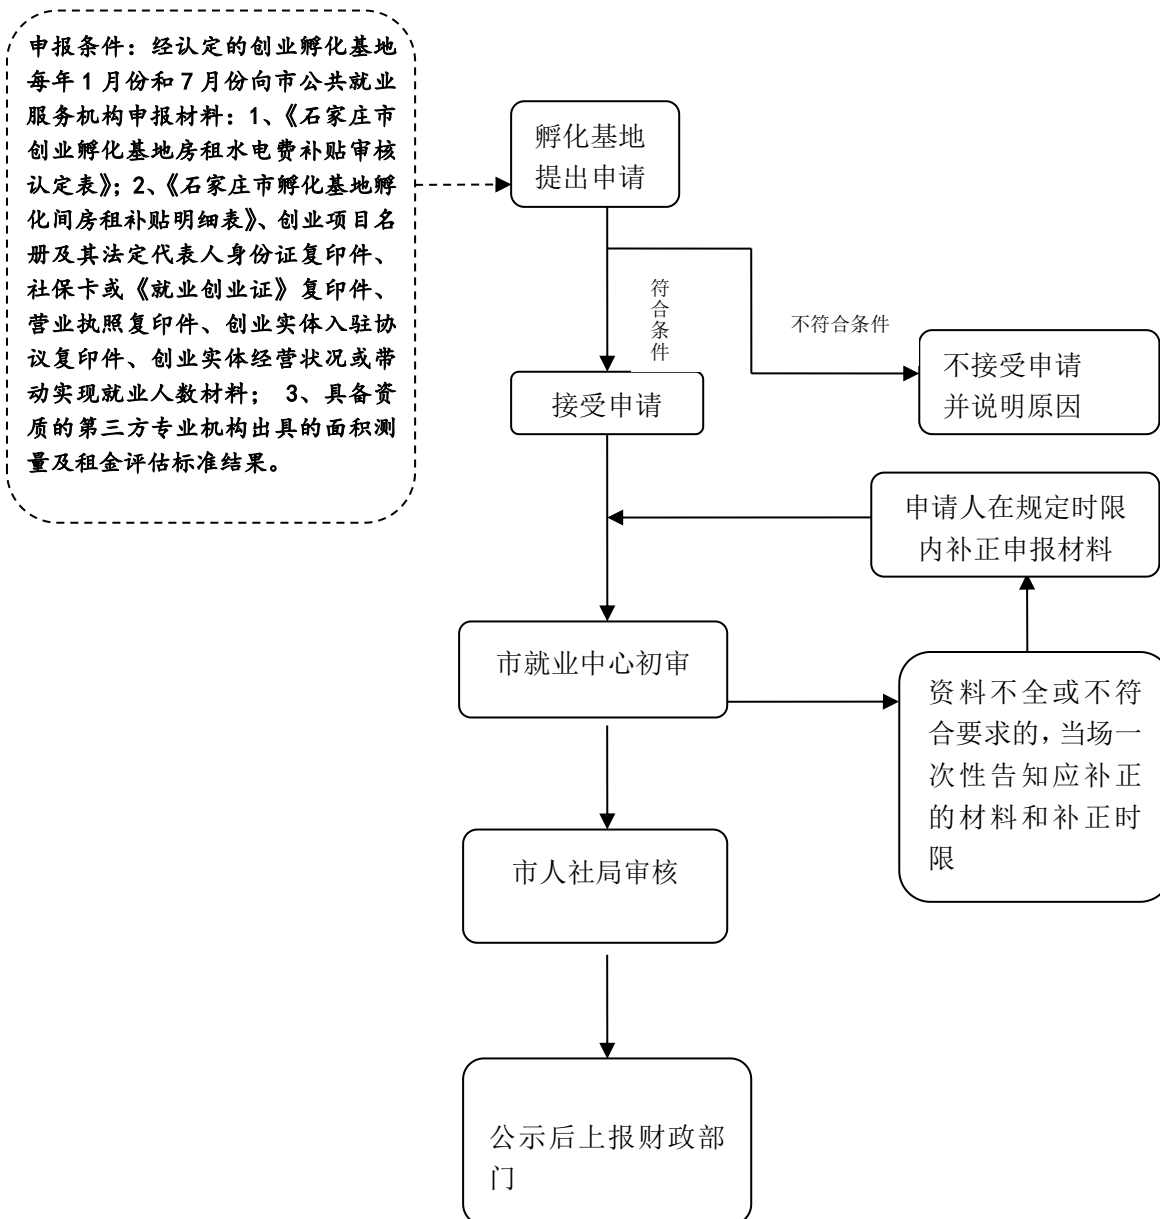 申报条件：经认定的创业孵化基地
每年 1 月份和 7 月份向市公共就业
服务机构申报材料：1、《石家庄市
创业孵化基地房租水电费补贴审核
认定表》；2、《石家庄市孵化基地孵
化间房租补贴明细表》、创业项目名
册及其法定代表人身份证复印件、
社保卡或《就业创业证》复印件、
营业执照复印件、创业实体入驻协
议复印件、创业实体经营状况或带
动实现就业人数材料； 3、具备资
质的第三方专业机构出具的面积测
量及租金评估标准结果。
孵化基地
提出申请
符合条件
不符合条件
接受申请
不接受申请
并说明原因
申请人在规定时限
内补正申报材料
市就业中心初审
资料不全或不符
合要求的，当场一
次性告知应补正
的材料和补正时
限
市人社局审核
公示后上报财政部
门